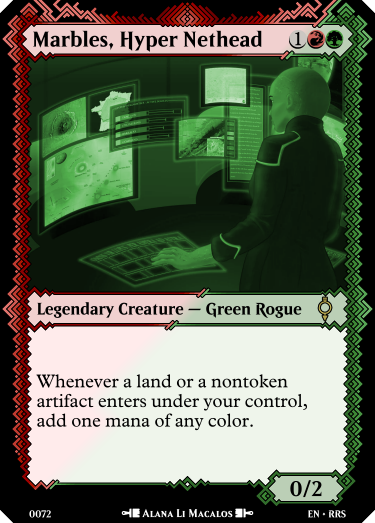 Marbles, Hyper Nethead 1
Legendary Creature — Green Rogue
Whenever a land or a nontoken
artifact enters under your control,
add one mana of any color.
0/2
0072 Alana Li Macalos EN • RRS